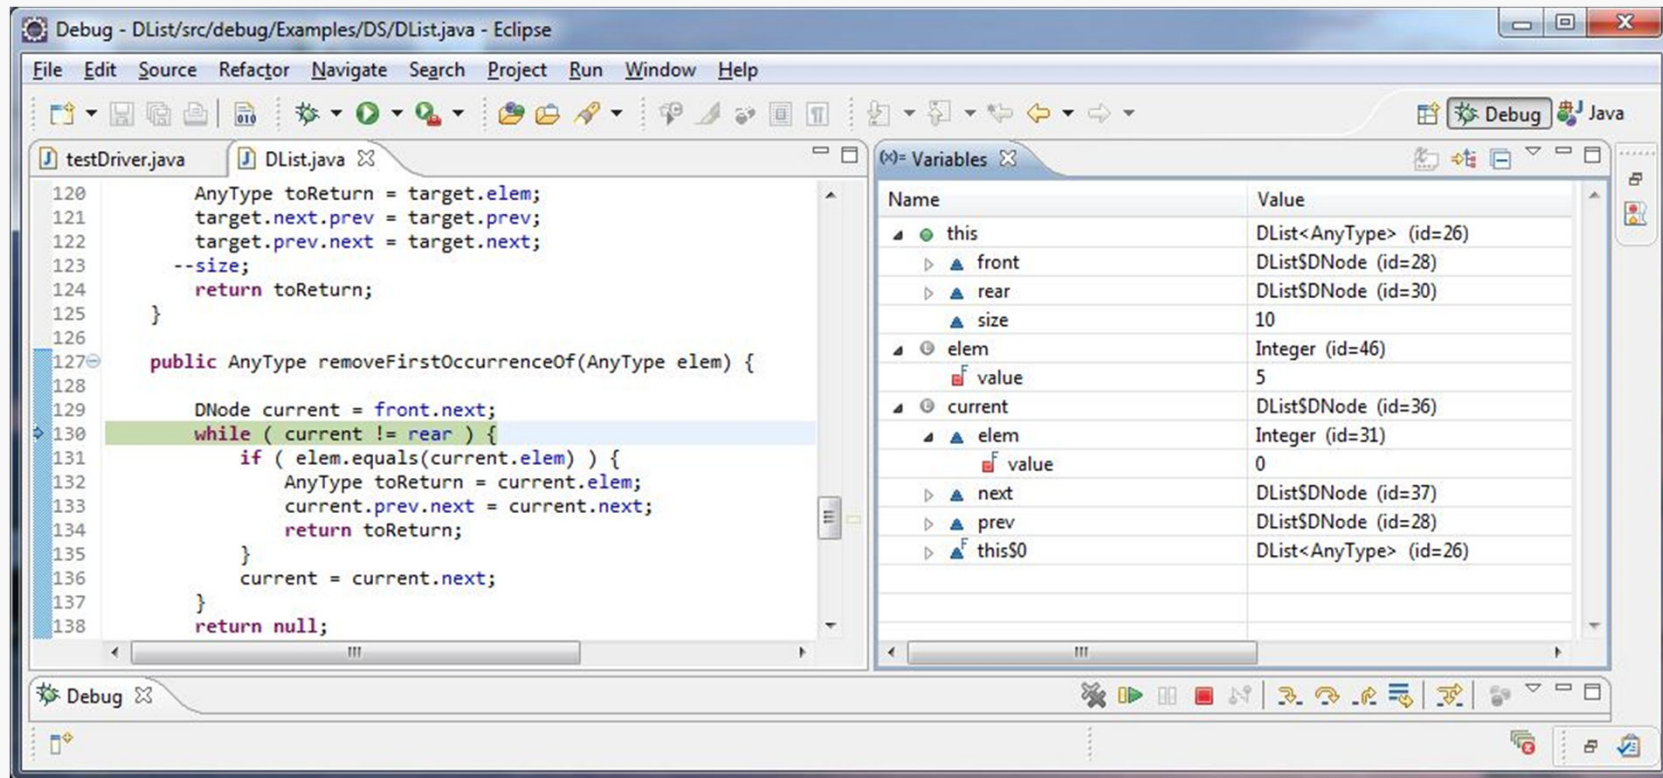 Debug - DList/src/debug/Examples/DS/DList.java - Eclipse
File Edit Source Refactor Navigate Search Project Run Window Help
010
Debug Java
testDriver.java DList.java
120 AnyType toReturn = target.elem;
121 target.next.prev = target.prev;
122 target.prev.next = target.next;
123 --size;
124 return toReturn;
125 }
126
127 public AnyType removeFirstOccurrenceOf(AnyType elem) {
128
129 DNode current = front.next;
130 while ( current != rear ) {
131 if ( elem.equals(current.elem) ) {
132 AnyType toReturn = current.elem;
133 current.prev.next = current.next;
134 return toReturn;
135 }
136 current = current.next;
137 }
138 return null;
(x)= Variables
Name Value
this DList<AnyType> (id=26)
front DList$DNode (id=28)
rear DList$DNode (id=30)
size 10
elem Integer (id=46)
value 5
current DList$DNode (id=36)
elem Integer (id=31)
value 0
next DList$DNode (id=37)
prev DList$DNode (id=28)
this$0 DList<AnyType> (id=26)
Debug